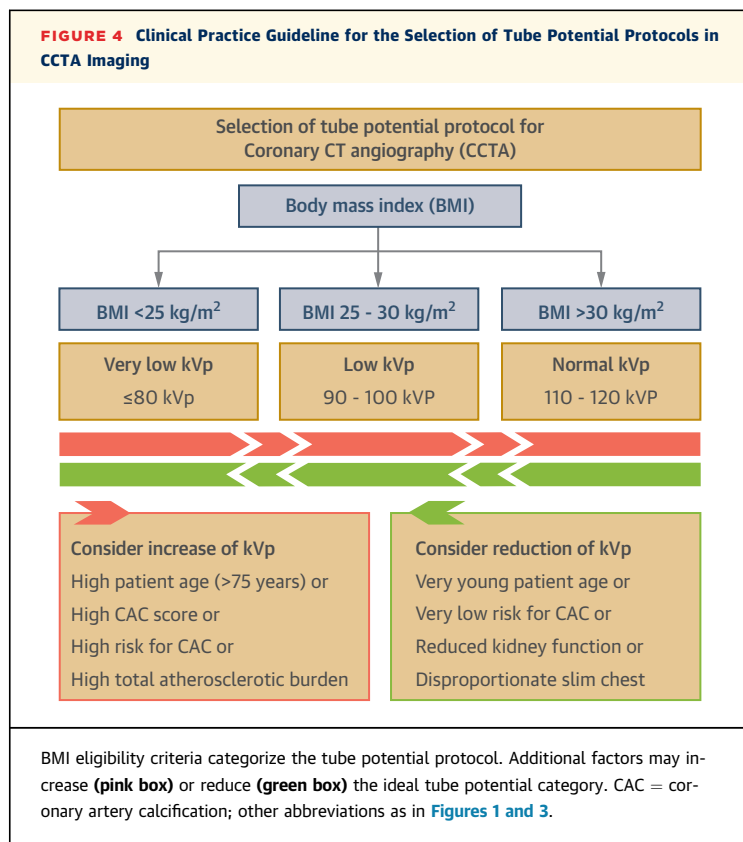 FIGURE 4 Clinical Practice Guideline for the Selection of Tube Potential Protocols in
CCTA Imaging
Selection of tube potential protocol for
Coronary CT angiography (CCTA)
Body mass index (BMI)
BMI <25 kg/m²
BMI 25 - 30 kg/m²
BMI >30 kg/m²
Very low kVp
≤80 kVp
Low kVp
90 - 100 kVP
Normal kVp
110 - 120 kVP
Consider increase of kVp
High patient age (>75 years) or
High CAC score or
High risk for CAC or
High total atherosclerotic burden
Consider reduction of kVp
Very young patient age or
Very low risk for CAC or
Reduced kidney function or
Disproportionate slim chest
BMI eligibility criteria categorize the tube potential protocol. Additional factors may in-
crease (pink box) or reduce (green box) the ideal tube potential category. CAC = cor-
onary artery calcification; other abbreviations as in Figures 1 and 3.